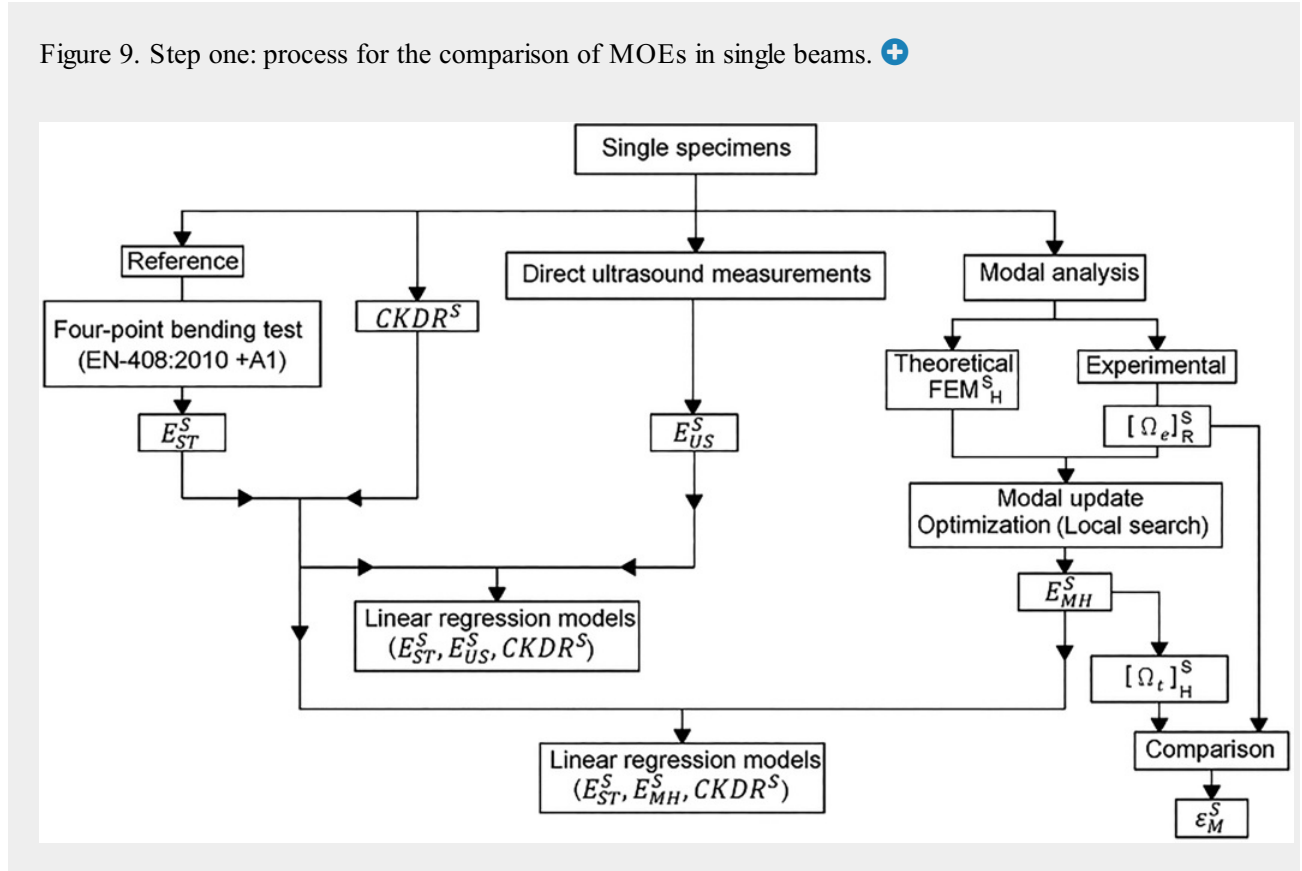 Figure 9. Step one: process for the comparison of MOEs in single beams.
Single specimens
Reference
Four-point bending test
(EN-408:2010 +A1)
E^S_ST
CKDR^S
Direct ultrasound measurements
E^S_US
Modal analysis
Theoretical
FEM^S_H
Experimental
[Ω_e]^S_R
Modal update
Optimization (Local search)
E^S_MH
[Ω_t]^S_H
Comparison
ε^S_M
Linear regression models
(E^S_ST, E^S_US, CKDR^S)
Linear regression models
(E^S_ST, E^S_MH, CKDR^S)